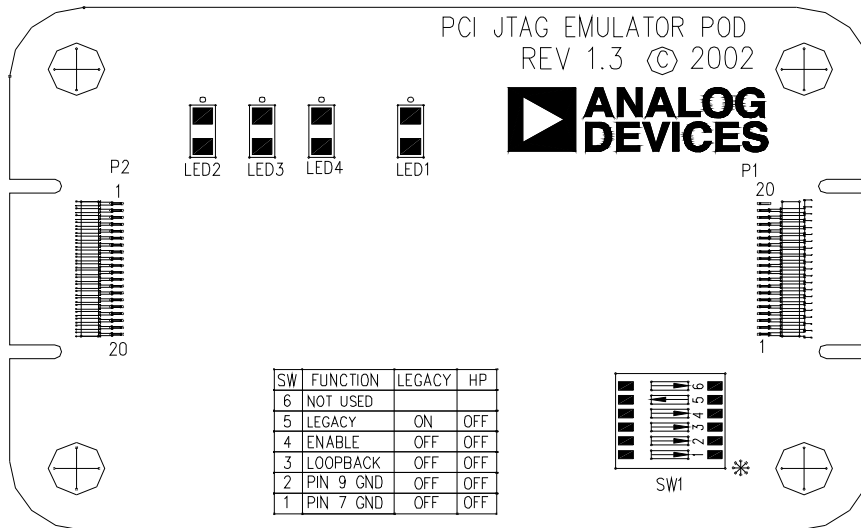 PCI JTAG EMULATOR POD
REV 1.3 © 2002
ANALOG
DEVICES
LED2 LED3 LED4 LED1
P2
1
20
P1
20
1
SW FUNCTION LEGACY HP
6 NOT USED
5 LEGACY ON OFF
4 ENABLE OFF OFF
3 LOOPBACK OFF OFF
2 PIN 9 GND OFF OFF
1 PIN 7 GND OFF OFF
6
5
4
3
2
1
SW1